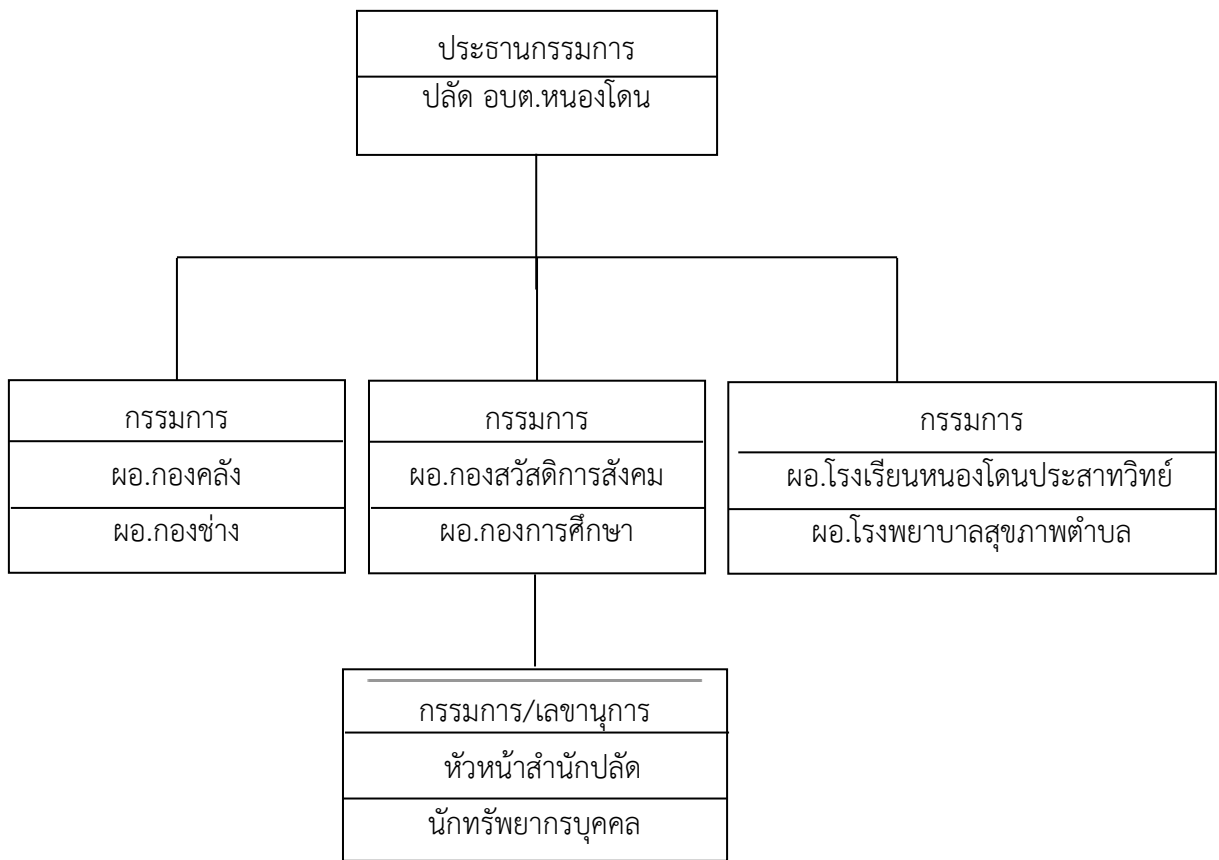 ประธานกรรมการ
ปลัด อบต.หนองโดน
กรรมการ
ผอ.กองคลัง
ผอ.กองช่าง
กรรมการ
ผอ.กองสวัสดิการสังคม
ผอ.กองการศึกษา
กรรมการ
ผอ.โรงเรียนหนองโดนประสาทวิทย์
ผอ.โรงพยาบาลสุขภาพตำบล
กรรมการ/เลขานุการ
หัวหน้าสำนักปลัด
นักทรัพยากรบุคคล